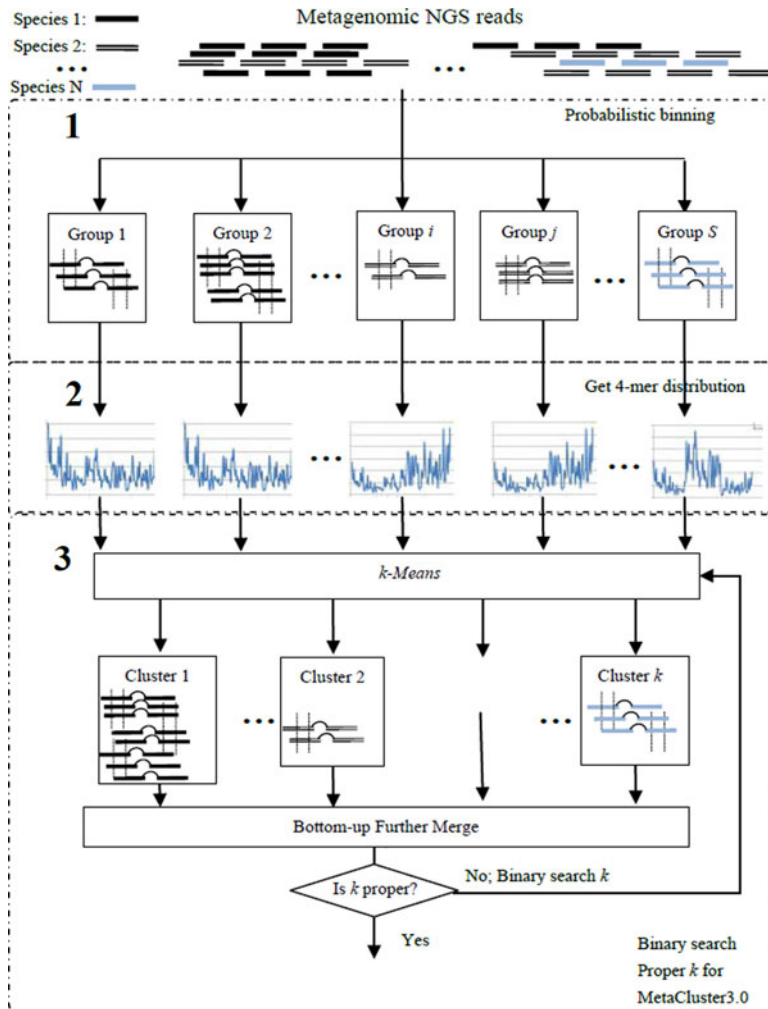 Metagenomic NGS reads
Species 1:
Species 2:
...
...
Species N
1
Probabilistic binning
Group 1
Group 2
...
Group i
Group j
...
Group S
2
Get 4-mer distribution
...
...
3
k-Means
Cluster 1
...
Cluster 2
...
Cluster k
Bottom-up Further Merge
Is k proper?
No; Binary search k
Yes
Binary search
Proper k for
MetaCluster3.0